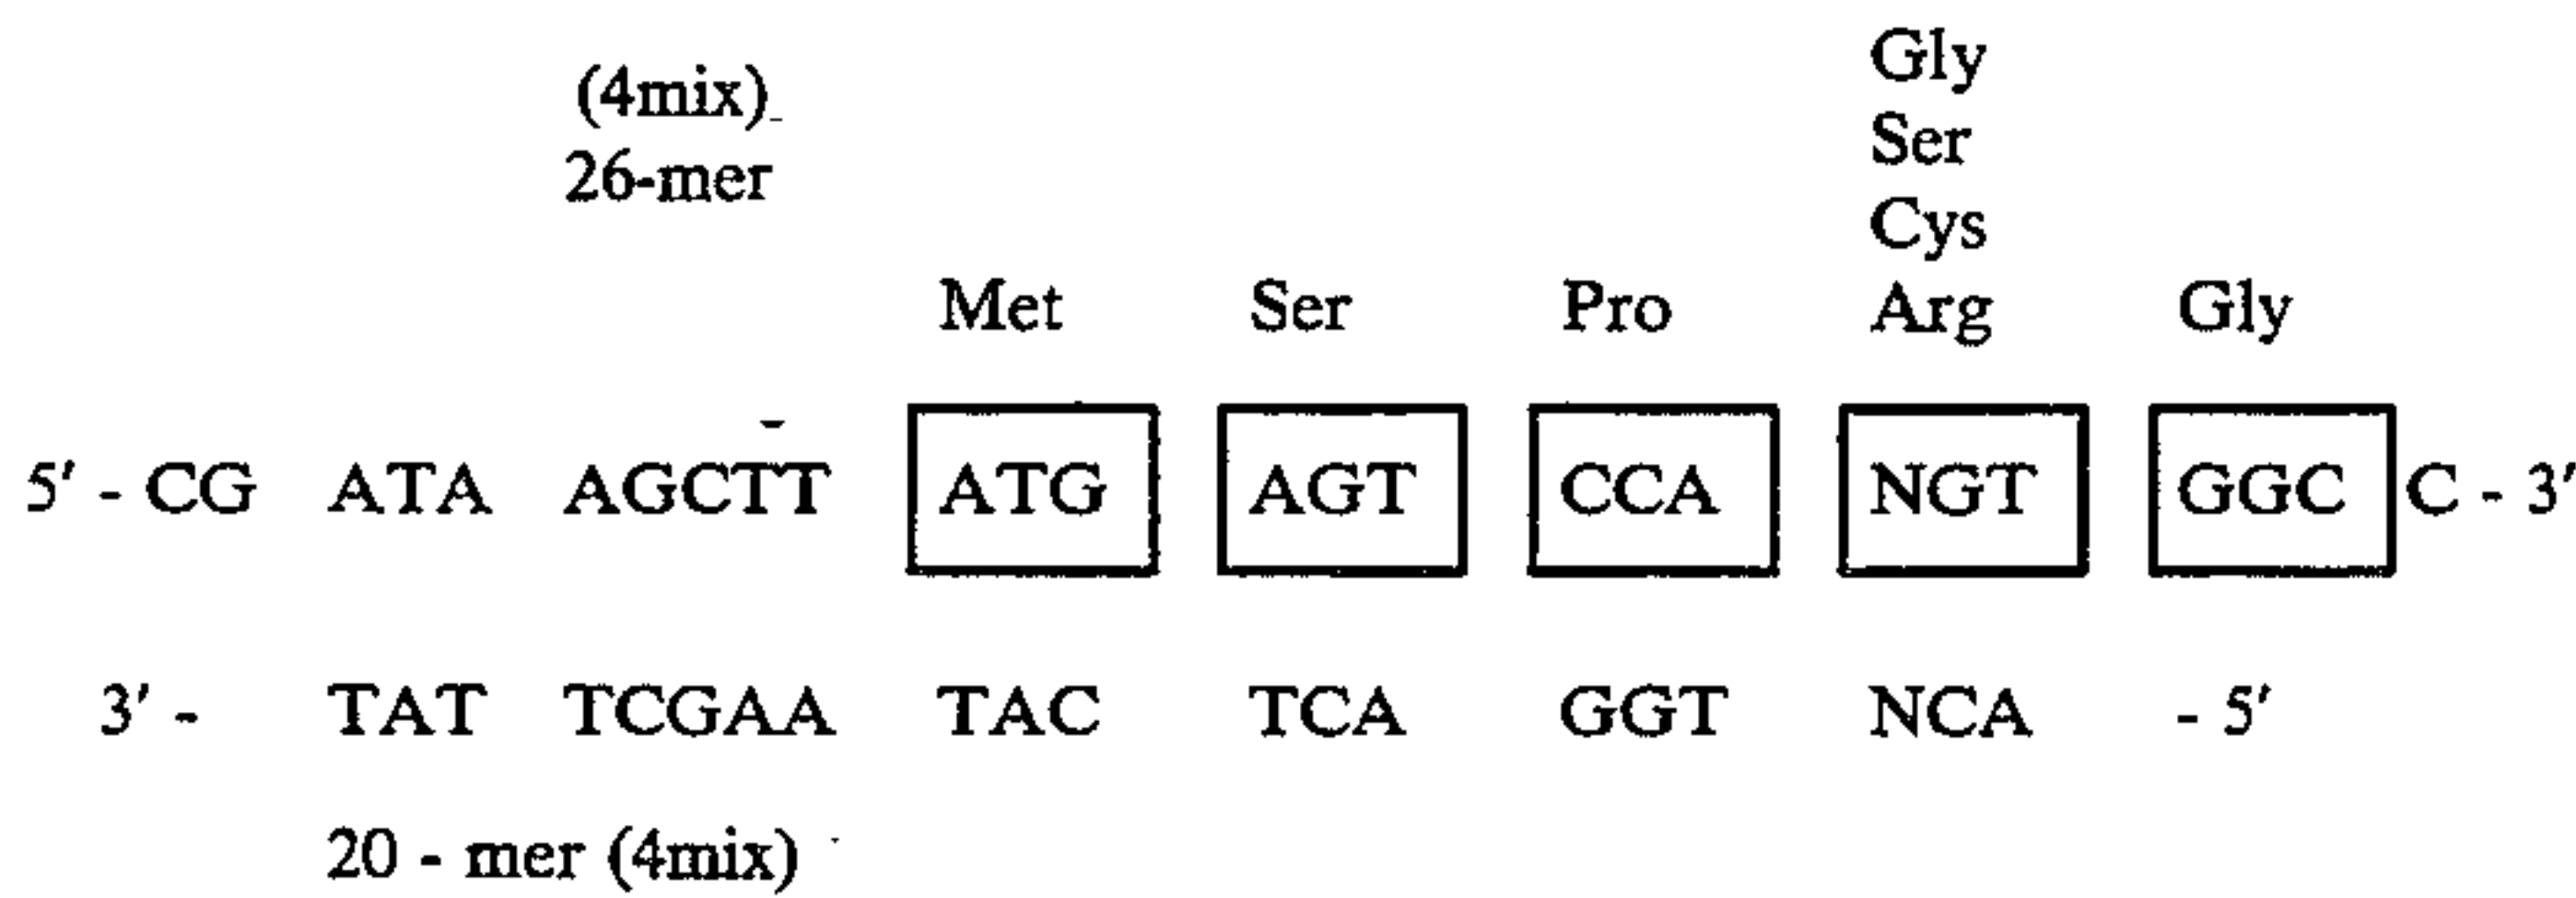 (4mix)
26-mer
Gly
Ser
Cys
Met Ser Pro Arg Gly
5' - CG ATA AGCTT ATG AGT CCA NGT GGC C - 3'
3' - TAT TCGAA TAC TCA GGT NCA - 5'
20 - mer (4mix)